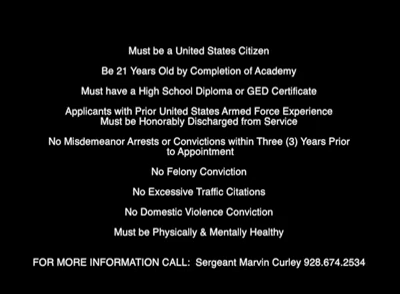 Must be a United States Citizen
Be 21 Years Old by Completion of Academy
Must have a High School Diploma or GED Certificate
Applicants with Prior United States Armed Force Experience
Must be Honorably Discharged from Service
No Misdemeanor Arrests or Convictions within Three (3) Years Prior
to Appointment
No Felony Conviction
No Excessive Traffic Citations
No Domestic Violence Conviction
Must be Physically & Mentally Healthy
FOR MORE INFORMATION CALL:  Sergeant Marvin Curley 928.674.2534